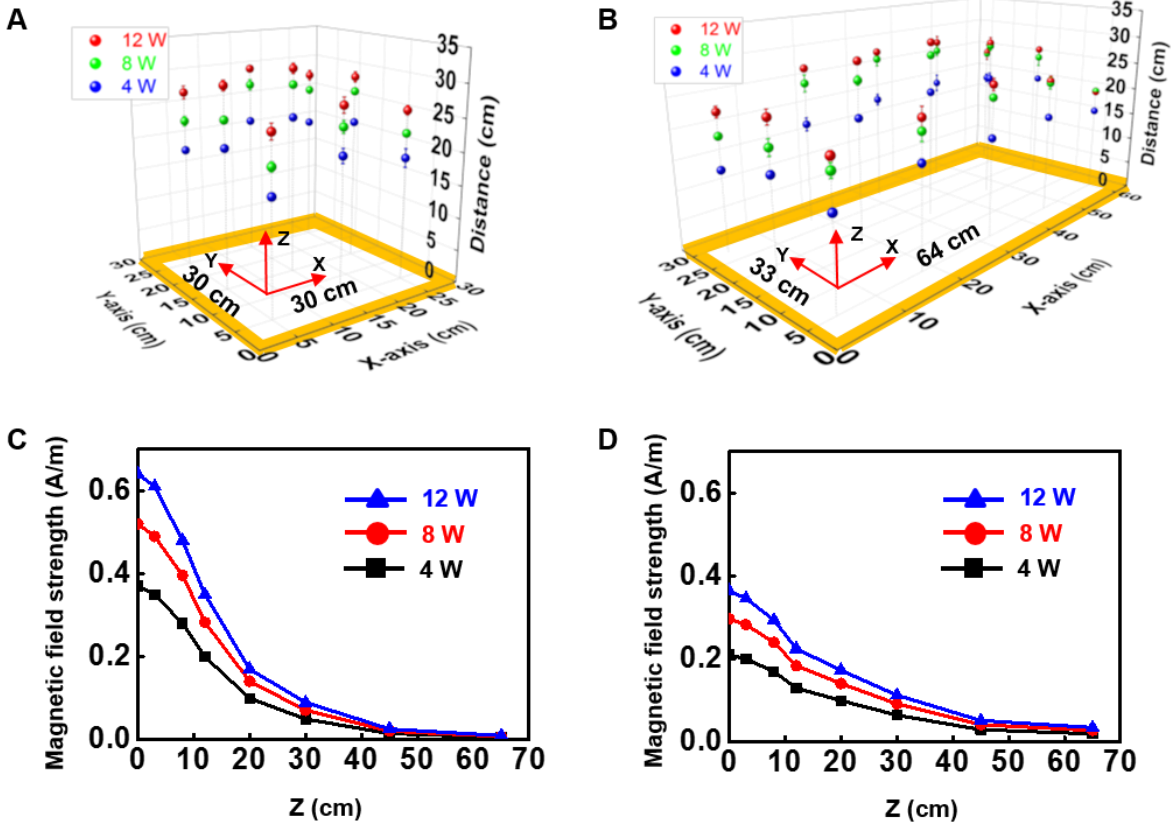 A
12 W
8 W
4 W
35
30
25
20
15
10
5
0
Distance (cm)
Z
Y
X
30 cm
30 cm
30
25
20
15
10
5
0
Y-axis (cm)
0
5
10
15
20
25
30
X-axis (cm)
B
12 W
8 W
4 W
35
30
25
20
15
10
5
0
Distance (cm)
Z
Y
X
33 cm
64 cm
30
25
20
15
10
5
0
Y-axis (cm)
0
10
20
30
40
50
60
X-axis (cm)
C
Magnetic field strength (A/m)
0.6
0.4
0.2
0.0
12 W
8 W
4 W
0 10 20 30 40 50 60 70
Z (cm)
D
Magnetic field strength (A/m)
0.6
0.4
0.2
0.0
12 W
8 W
4 W
0 10 20 30 40 50 60 70
Z (cm)